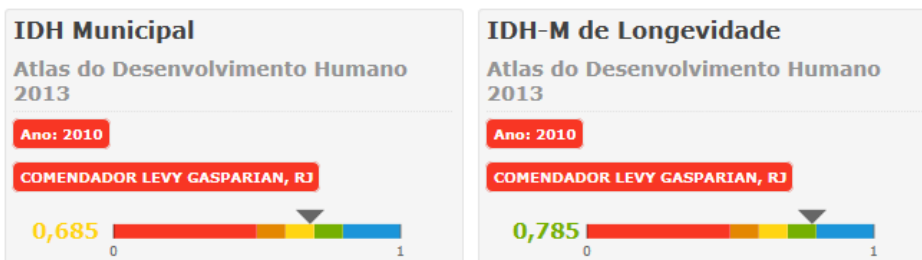 IDH Municipal
Atlas do Desenvolvimento Humano
2013
Ano: 2010
COMENDADOR LEVY GASPARIAN, RJ
0,685
0 1
IDH-M de Longevidade
Atlas do Desenvolvimento Humano
2013
Ano: 2010
COMENDADOR LEVY GASPARIAN, RJ
0,785
0 1